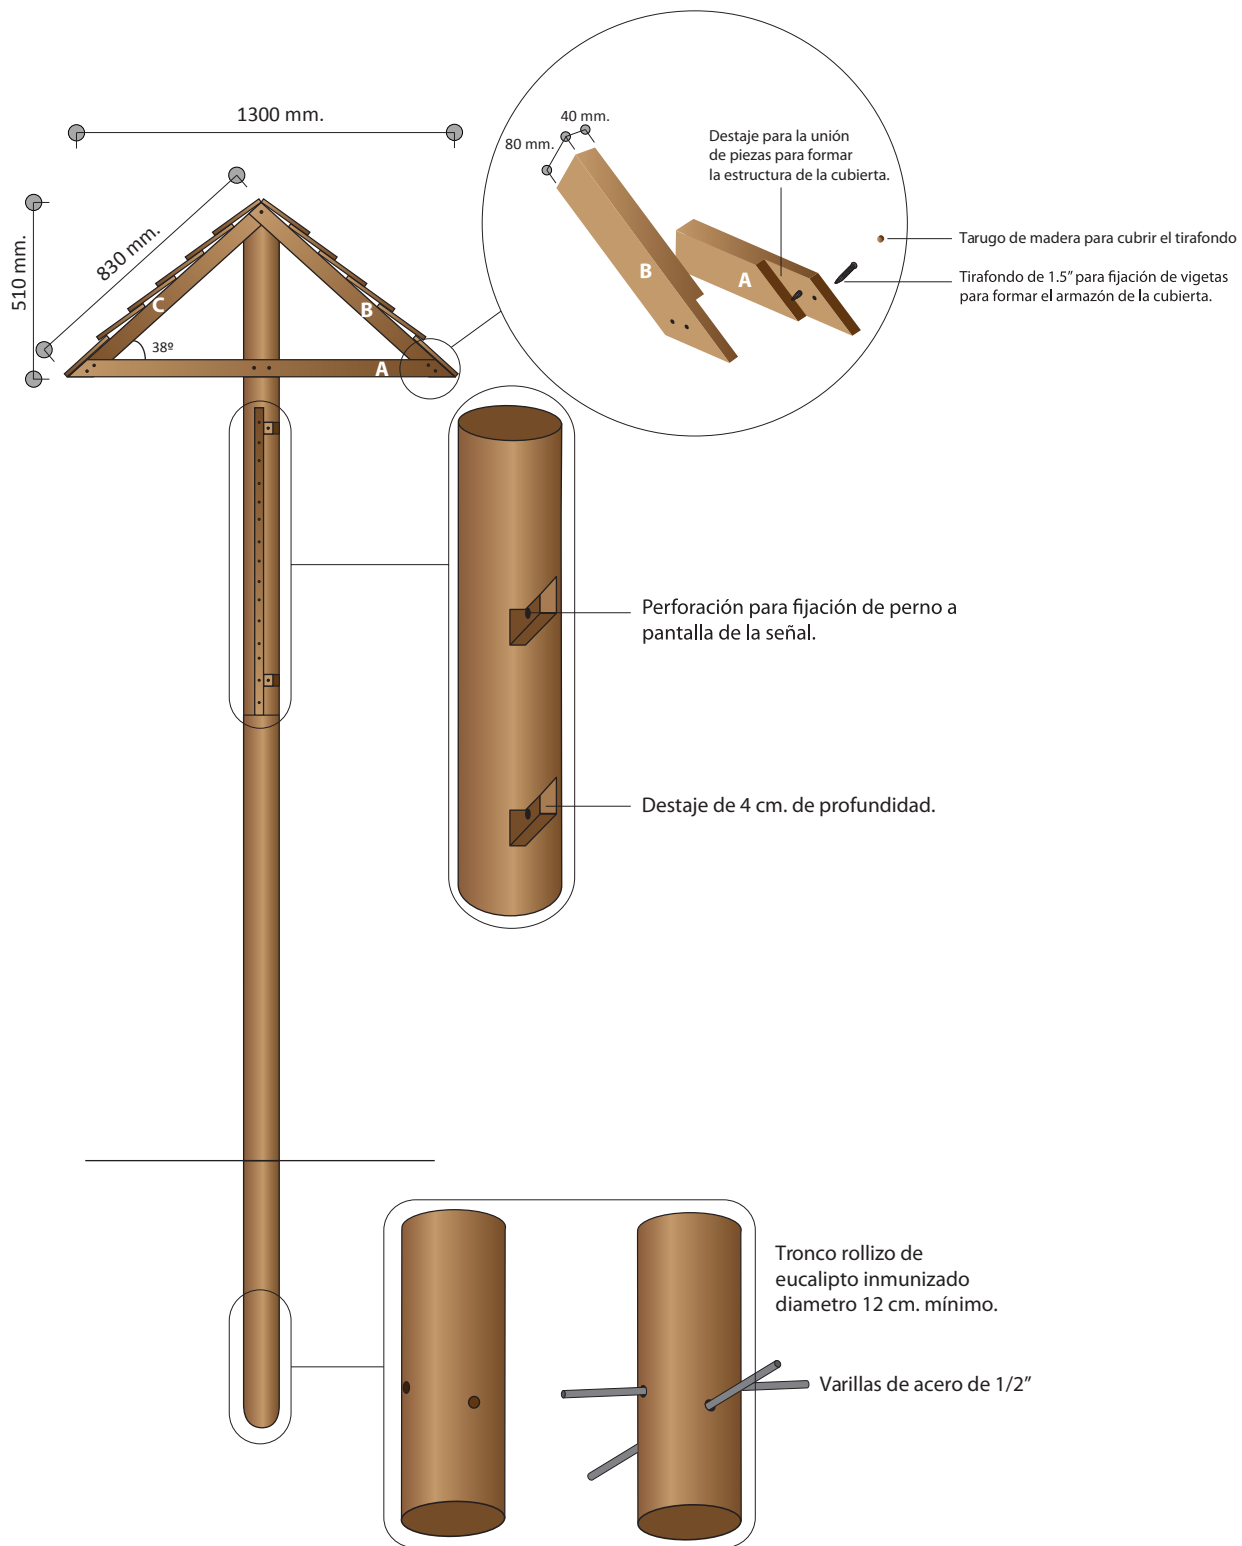 1300 mm.
40 mm.
80 mm.
Destaje para la unión
de piezas para formar
la estructura de la cubierta.
510 mm.
830 mm.
Tarugo de madera para cubrir el tirafondo
B
A
Tirafondo de 1.5” para fijación de vigetas
para formar el armazón de la cubierta.
C
B
38º
A
Perforación para fijación de perno a
pantalla de la señal.
Destaje de 4 cm. de profundidad.
Tronco rollizo de
eucalipto inmunizado
diametro 12 cm. mínimo.
Varillas de acero de 1/2”